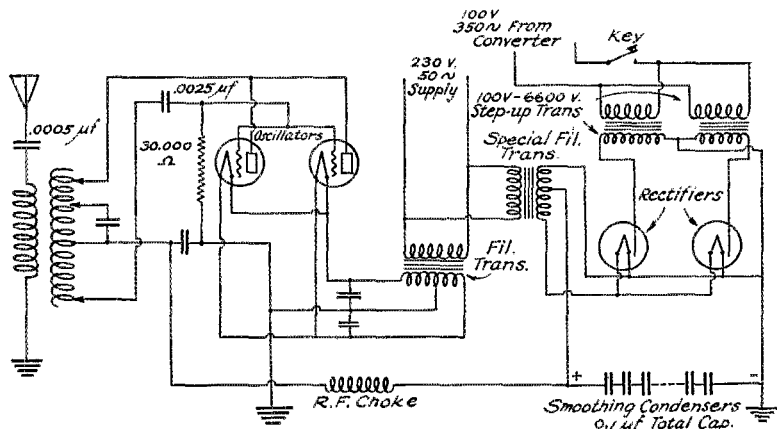 .0005 μf
.0025 μf
30.000
Ω
Oscillators
230 V.
50 ~
Supply
100V
350~ From
Converter
Key
100V-6600 V.
Step-up Trans
Special Fil.
Trans.
Rectifiers
Fil.
Trans.
R.F. Choke
+
-
Smoothing Condensers
0.1 μf Total Cap.